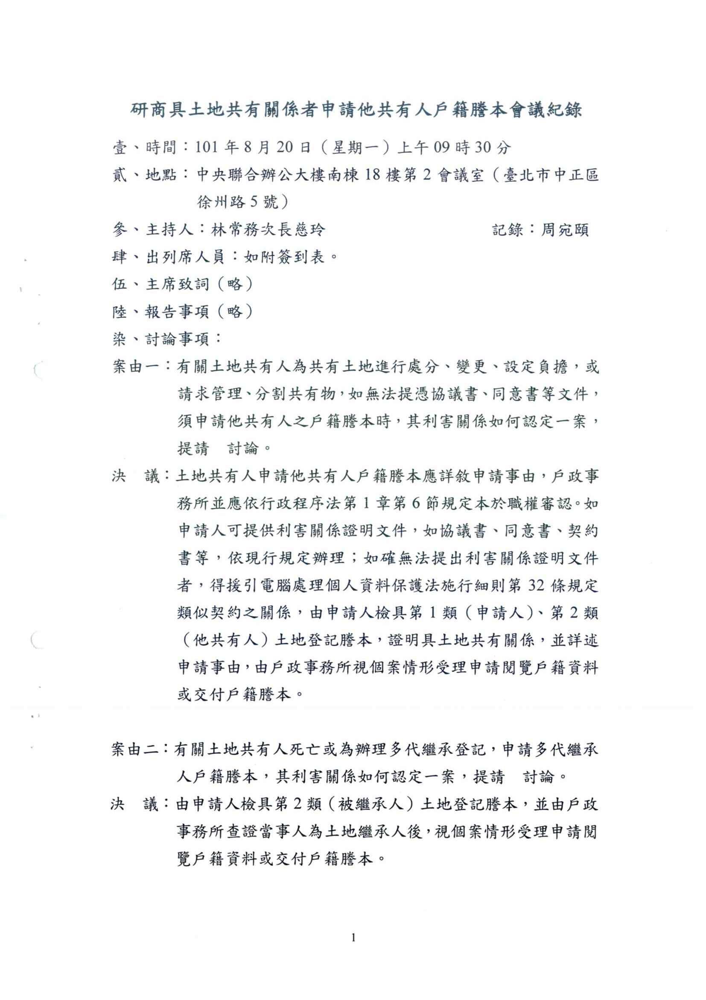 研商具土地共有關係者申請他共有人戶籍謄本會議紀錄
壹、時間：101 年 8 月 20 日（星期一）上午 09 時 30 分
貳、地點：中央聯合辦公大樓南棟 18 樓第 2 會議室（臺北市中正區
徐州路 5 號）
參、主持人：林常務次長慈玲　　　　記錄：周宛頤
肆、出列席人員：如附簽到表。
伍、主席致詞（略）
陸、報告事項（略）
染、討論事項：
案由一：有關土地共有人為共有土地進行處分、變更、設定負擔，或
請求管理、分割共有物，如無法提憑協議書、同意書等文件，
須申請他共有人之戶籍謄本時，其利害關係如何認定一案，
提請　討論。
決　議：土地共有人申請他共有人戶籍謄本應詳敘申請事由，戶政事
務所並應依行政程序法第 1 章第 6 節規定本於職權審認。如
申請人可提供利害關係證明文件，如協議書、同意書、契約
書等，依現行規定辦理；如確無法提出利害關係證明文件
者，得援引電腦處理個人資料保護法施行細則第 32 條規定
類似契約之關係，由申請人檢具第 1 類（申請人）、第 2 類
（他共有人）土地登記謄本，證明具土地共有關係，並詳述
申請事由，由戶政事務所視個案情形受理申請閱覽戶籍資料
或交付戶籍謄本。
案由二：有關土地共有人死亡或為辦理多代繼承登記，申請多代繼承
人戶籍謄本，其利害關係如何認定一案，提請　討論。
決　議：由申請人檢具第 2 類（被繼承人）土地登記謄本，並由戶政
事務所查證當事人為土地繼承人後，視個案情形受理申請閱
覽戶籍資料或交付戶籍謄本。
1